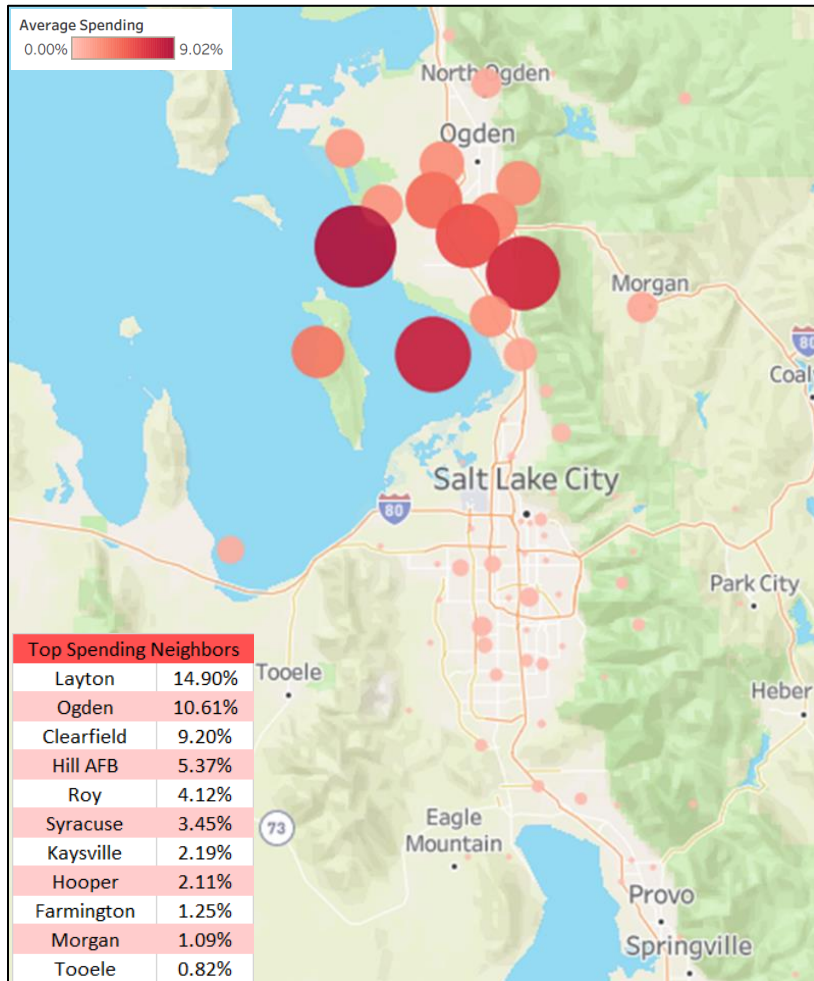 Average Spending
0.00% 9.02%
North Ogden
Ogden
Morgan
80
Salt Lake City
80
Park City
Tooele
Heber
73
Eagle
Mountain
Provo
Springville
Top Spending Neighbors
Layton 14.90%
Ogden 10.61%
Clearfield 9.20%
Hill AFB 5.37%
Roy 4.12%
Syracuse 3.45%
Kaysville 2.19%
Hooper 2.11%
Farmington 1.25%
Morgan 1.09%
Tooele 0.82%